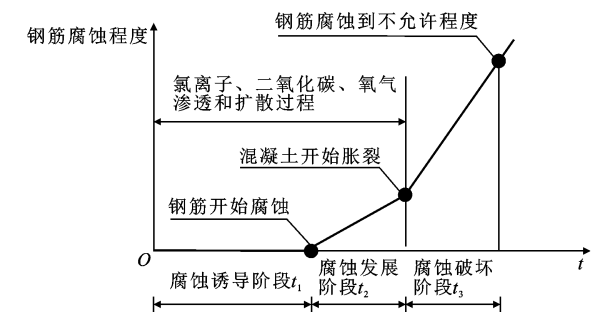 钢筋腐蚀到不允许程度
钢筋腐蚀程度
氯离子、二氧化碳、氧气
渗透和扩散过程
混凝土开始胀裂
钢筋开始腐蚀
O
t
腐蚀诱导阶段t₁
腐蚀发展
阶段t₂
腐蚀破坏
阶段t₃